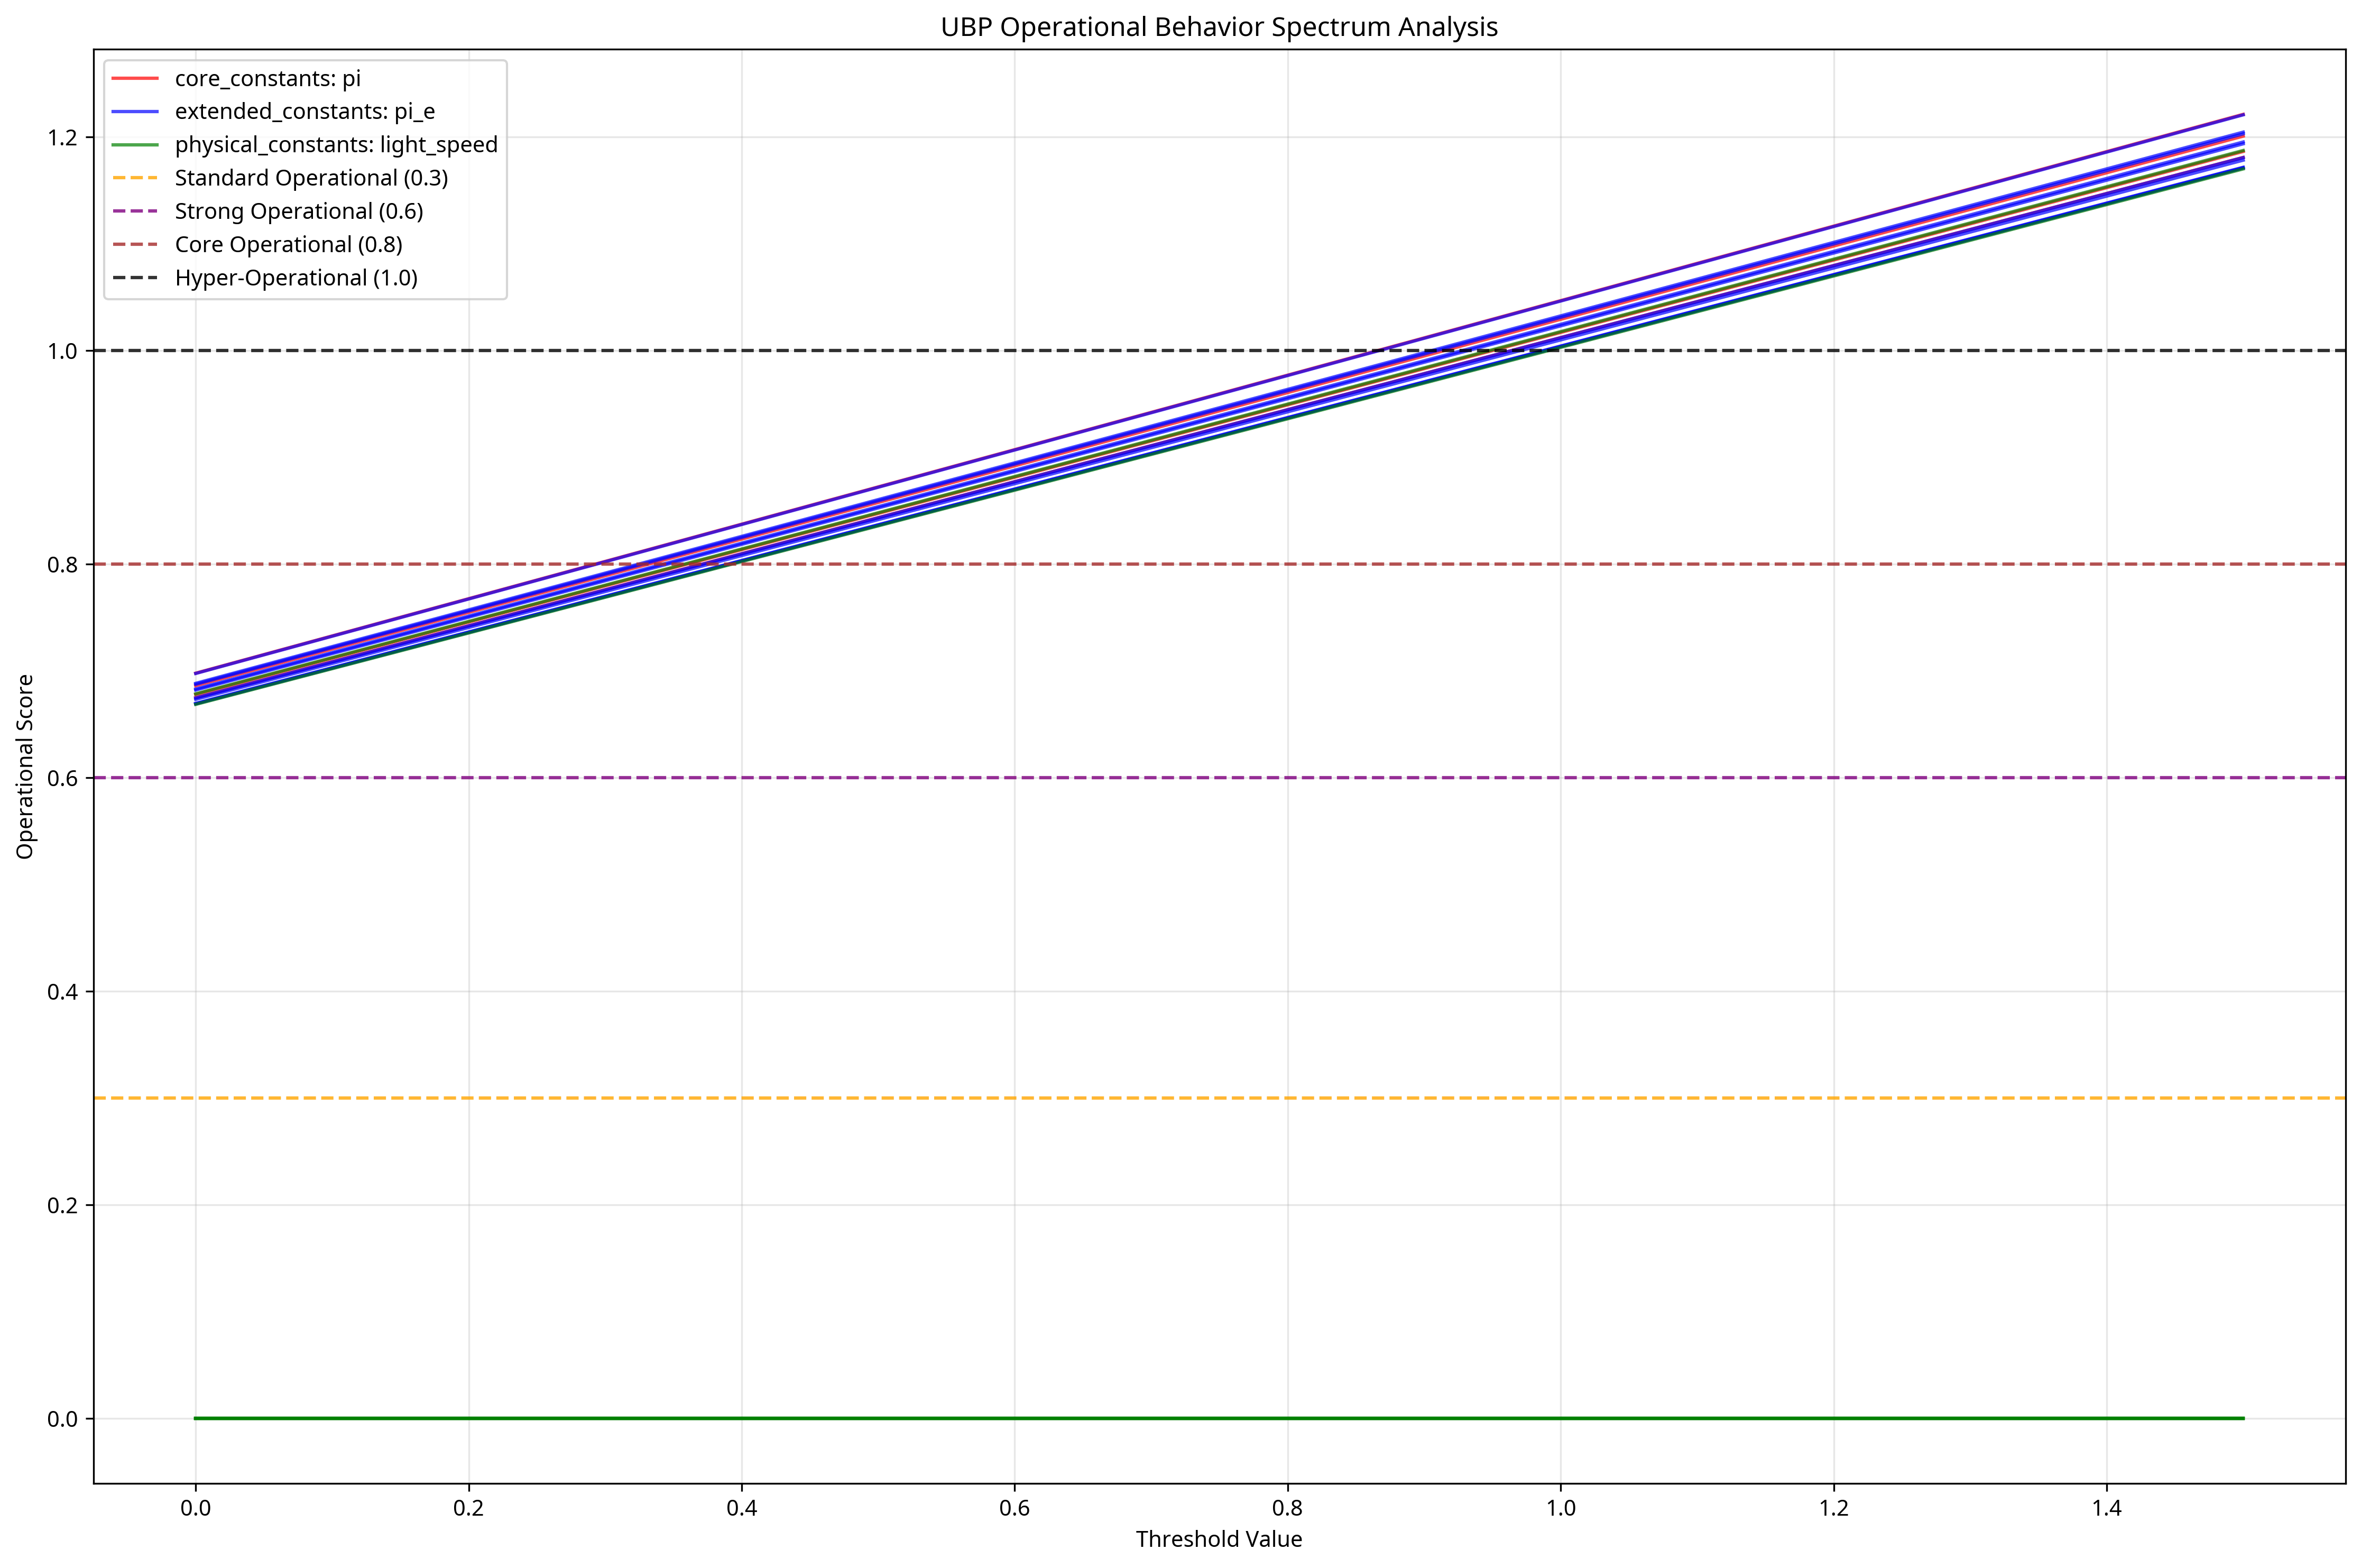 UBP Operational Behavior Spectrum Analysis
core_constants: pi
extended_constants: pi_e
physical_constants: light_speed
Standard Operational (0.3)
Strong Operational (0.6)
Core Operational (0.8)
Hyper-Operational (1.0)
1.2
1.0
0.8
0.6
0.4
0.2
0.0
Operational Score
0.0 0.2 0.4 0.6 0.8 1.0 1.2 1.4
Threshold Value